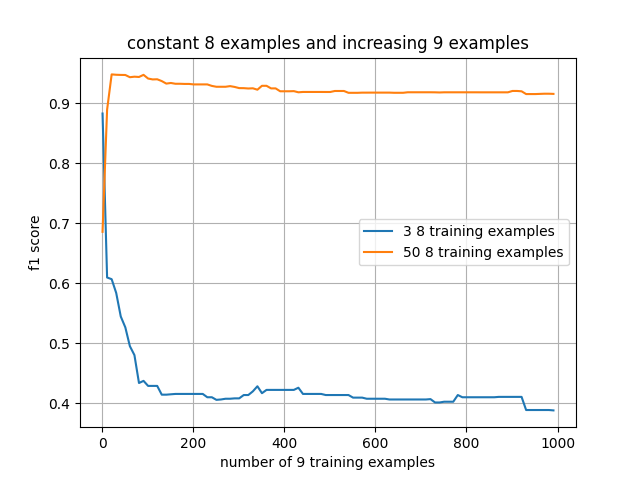 constant 8 examples and increasing 9 examples
f1 score
0.9
0.8
0.7
0.6
0.5
0.4
3 8 training examples
50 8 training examples
0 200 400 600 800 1000
number of 9 training examples